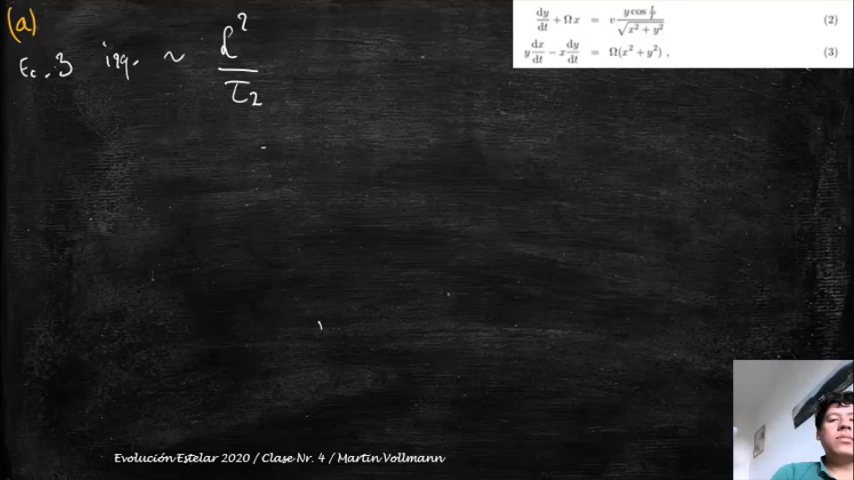 (a)
Ec. 3 izq. ~ d² / τ₂
dy/dt + Ωx = v y cos t/τ / √(x² + y²) (2)
y dx/dt − x dy/dt = Ω(x² + y²) , (3)
Evolución Estelar 2020 / Clase Nr. 4 / Martin Vollmann